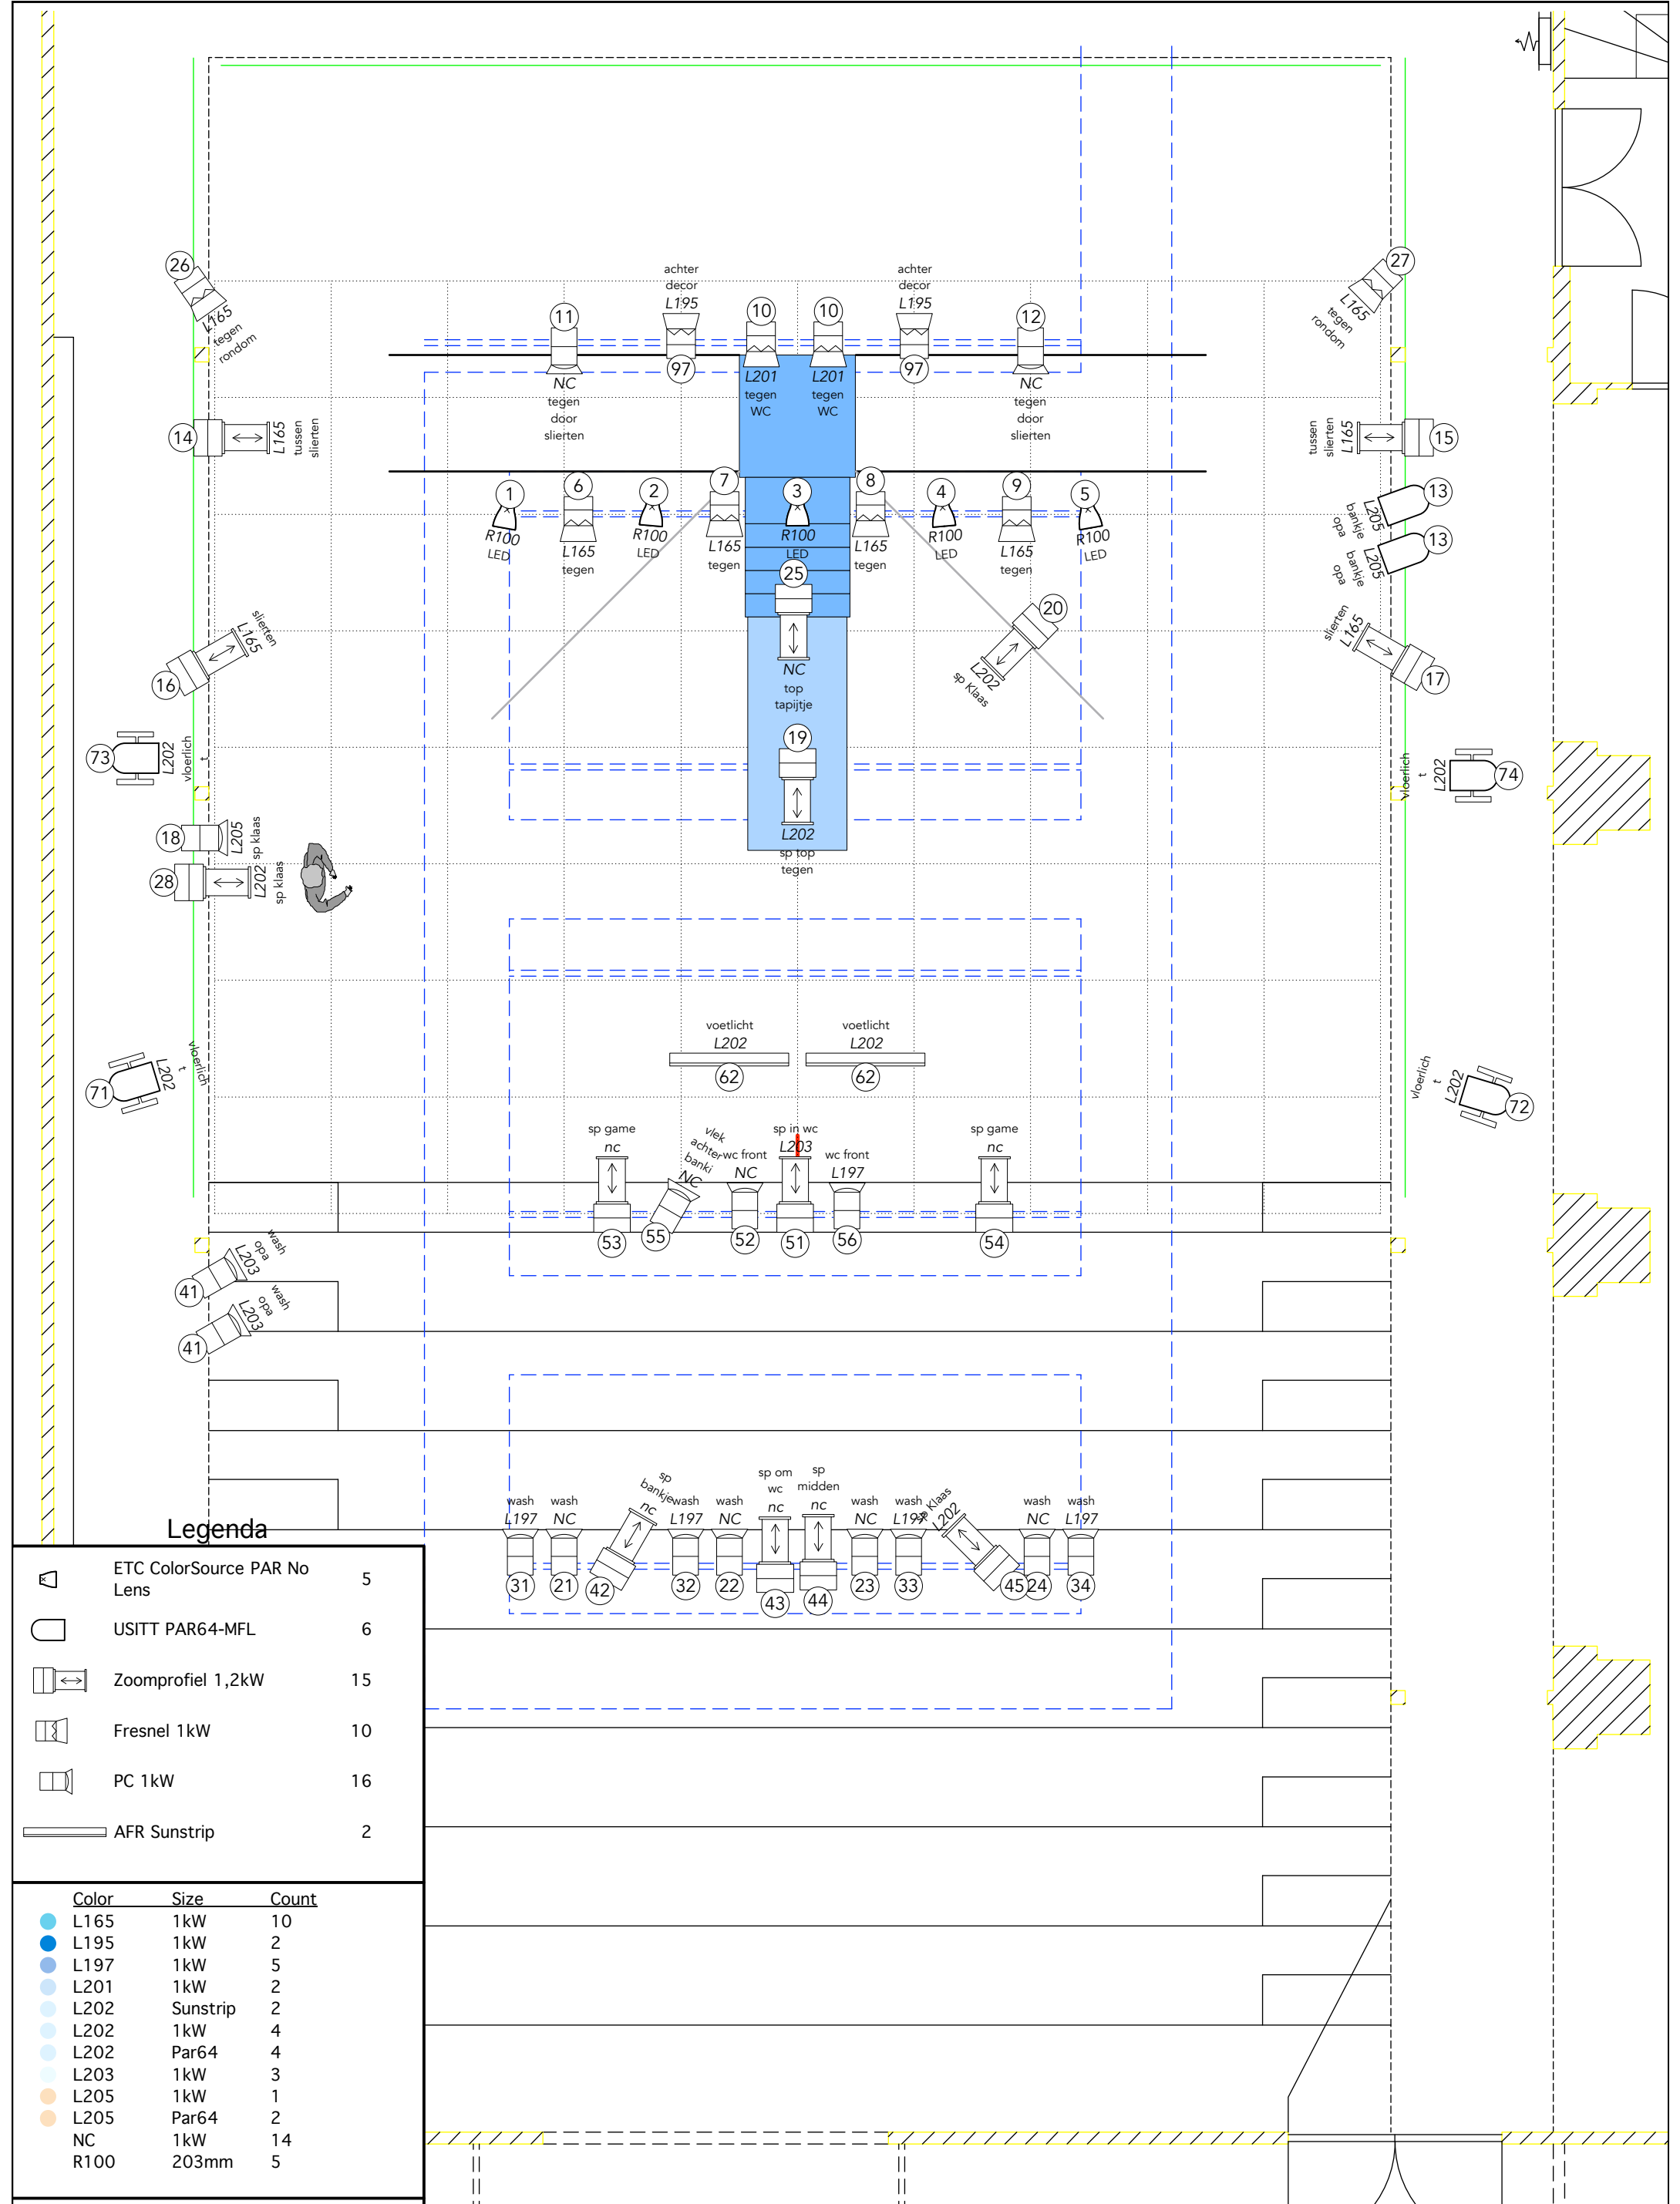 26
L165
tegen
rondom
27
L165
tegen
rondom
11
NC
tegen
door
slierten
achter
decor
L195
97
10
L201
tegen
WC
10
L201
tegen
WC
achter
decor
L195
97
12
NC
tegen
door
slierten
14
L165
tussen
slierten
15
L165
tussen
slierten
13
L205
bankje
opa
13
L205
bankje
opa
1
R100
LED
6
L165
tegen
2
R100
LED
7
L165
tegen
3
R100
LED
8
L165
tegen
4
R100
LED
9
L165
tegen
5
R100
LED
25
NC
top
tapijtje
20
L202
sp Klaas
16
L165
slierten
17
L165
slierten
19
L202
sp top
tegen
73
L202
vloerlich
t
74
L202
vloerlich
t
18
L205
sp klaas
28
L202
sp klaas
71
L202
vloerlich
t
72
L202
vloerlich
t
voetlicht
L202
62
voetlicht
L202
62
sp game
nc
53
vlek
achter
banki
NC
55
wc front
NC
52
sp in wc
L203
51
wc front
L197
56
sp game
nc
54
41
L203
opa
wash
41
L203
opa
wash
wash
L197
31
wash
NC
21
sp
bankje
nc
42
wash
L197
32
wash
NC
22
sp om
wc
nc
43
sp
midden
nc
44
wash
NC
23
wash
L197
33
sp Klaas
L202
45
wash
NC
24
wash
L197
34
Legenda
ETC ColorSource PAR No
Lens 5
USITT PAR64-MFL 6
Zoomprofiel 1,2kW 15
Fresnel 1kW 10
PC 1kW 16
AFR Sunstrip 2
Color Size Count
L165 1kW 10
L195 1kW 2
L197 1kW 5
L201 1kW 2
L202 Sunstrip 2
L202 1kW 4
L202 Par64 4
L203 1kW 3
L205 1kW 1
L205 Par64 2
NC 1kW 14
R100 203mm 5